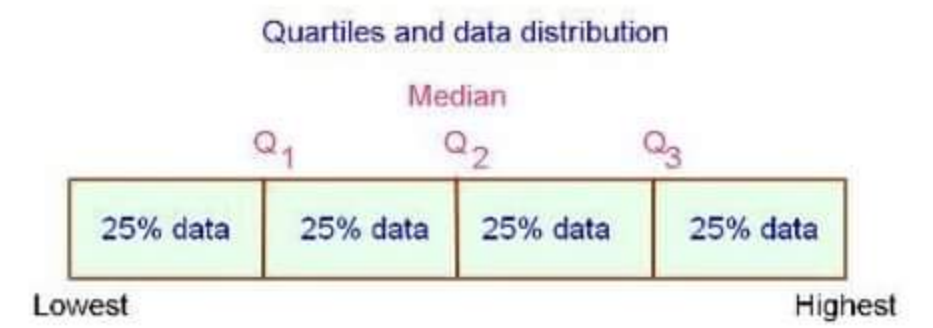 Quartiles and data distribution
Median
Q1 Q2 Q3
25% data 25% data 25% data 25% data
Lowest Highest